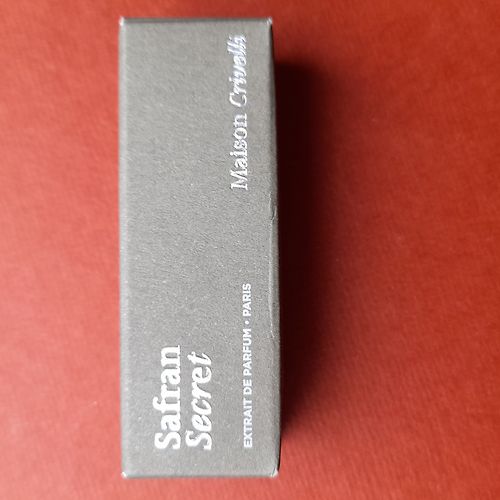 Safran
Secret
EXTRAIT DE PARFUM • PARIS
Maison Crivelli